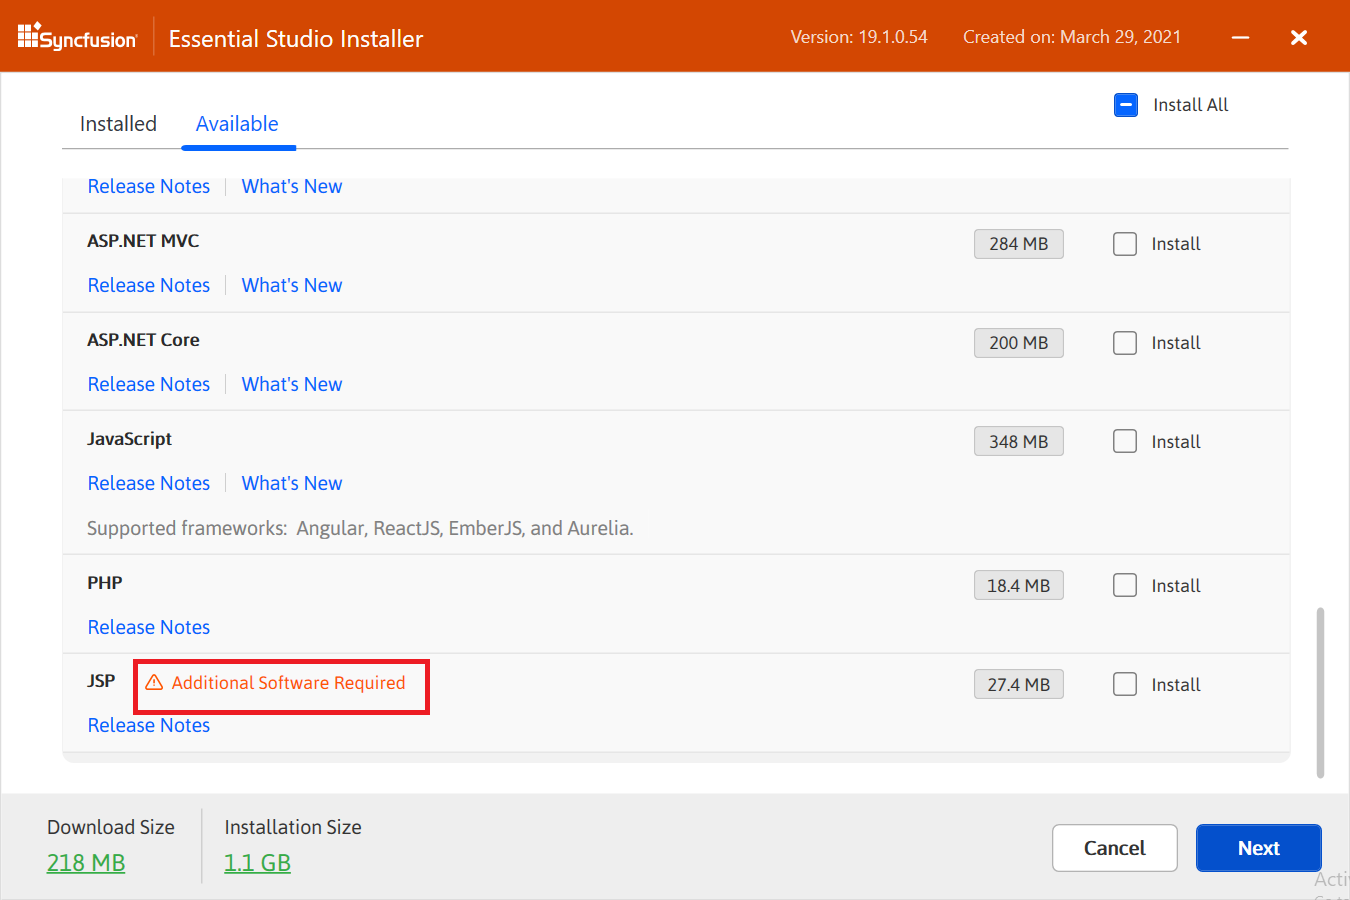 Syncfusion
Essential Studio Installer
Version: 19.1.0.54
Created on: March 29, 2021
Installed
Available
Install All
Release Notes
What's New
ASP.NET MVC
284 MB
Install
Release Notes
What's New
ASP.NET Core
200 MB
Install
Release Notes
What's New
JavaScript
348 MB
Install
Release Notes
What's New
Supported frameworks: Angular, ReactJS, EmberJS, and Aurelia.
PHP
18.4 MB
Install
Release Notes
JSP
Additional Software Required
27.4 MB
Install
Release Notes
Download Size
Installation Size
218 MB
1.1 GB
Cancel
Next